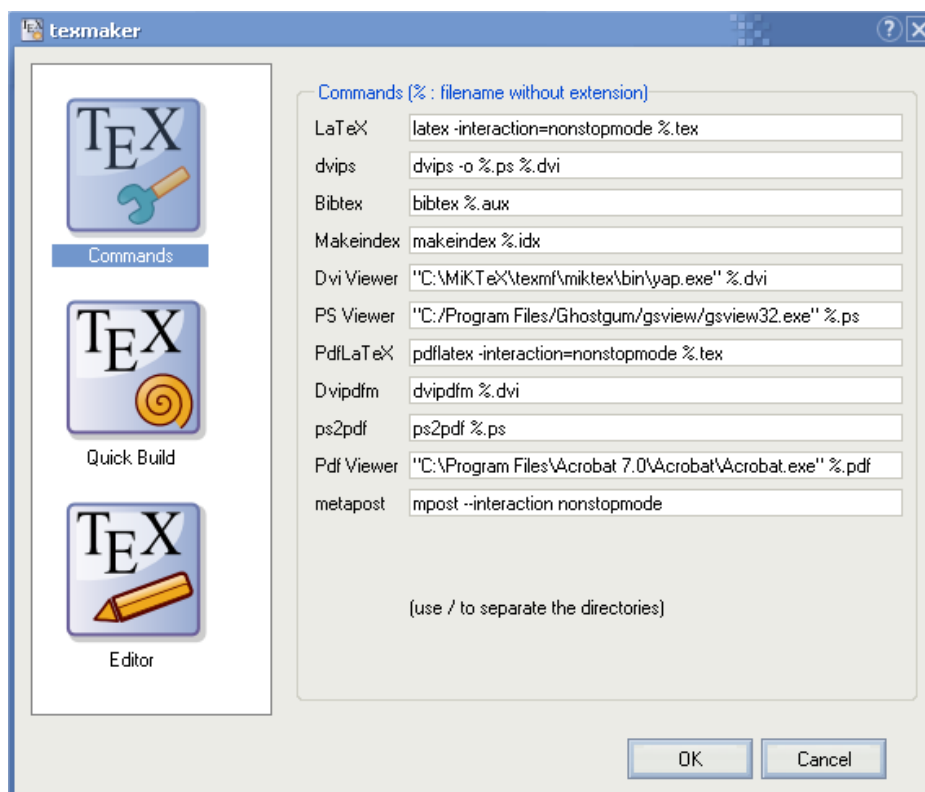 texmaker
Commands (% : filename without extension)
LaTeX latex -interaction=nonstopmode %.tex
dvips dvips -o %.ps %.dvi
Bibtex bibtex %.aux
Makeindex makeindex %.idx
Dvi Viewer "C:\MiKTeX\texmf\miktex\bin\yap.exe" %.dvi
PS Viewer "C:/Program Files/Ghostgum/gsview/gsview32.exe" %.ps
PdfLaTeX pdflatex -interaction=nonstopmode %.tex
Dvipdfm dvipdfm %.dvi
ps2pdf ps2pdf %.ps
Pdf Viewer "C:\Program Files\Acrobat 7.0\Acrobat\Acrobat.exe" %.pdf
metapost mpost --interaction nonstopmode
(use / to separate the directories)
TEX
Commands
TEX
Quick Build
TEX
Editor
OK Cancel